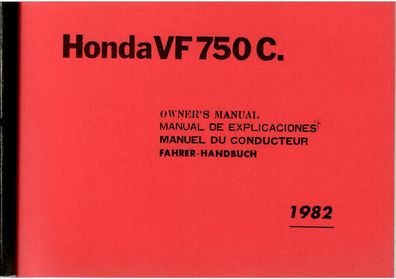 Honda VF 750 C.
OWNER'S MANUAL
MANUAL DE EXPLICACIONES
MANUEL DU CONDUCTEUR
FAHRER-HANDBUCH
1982